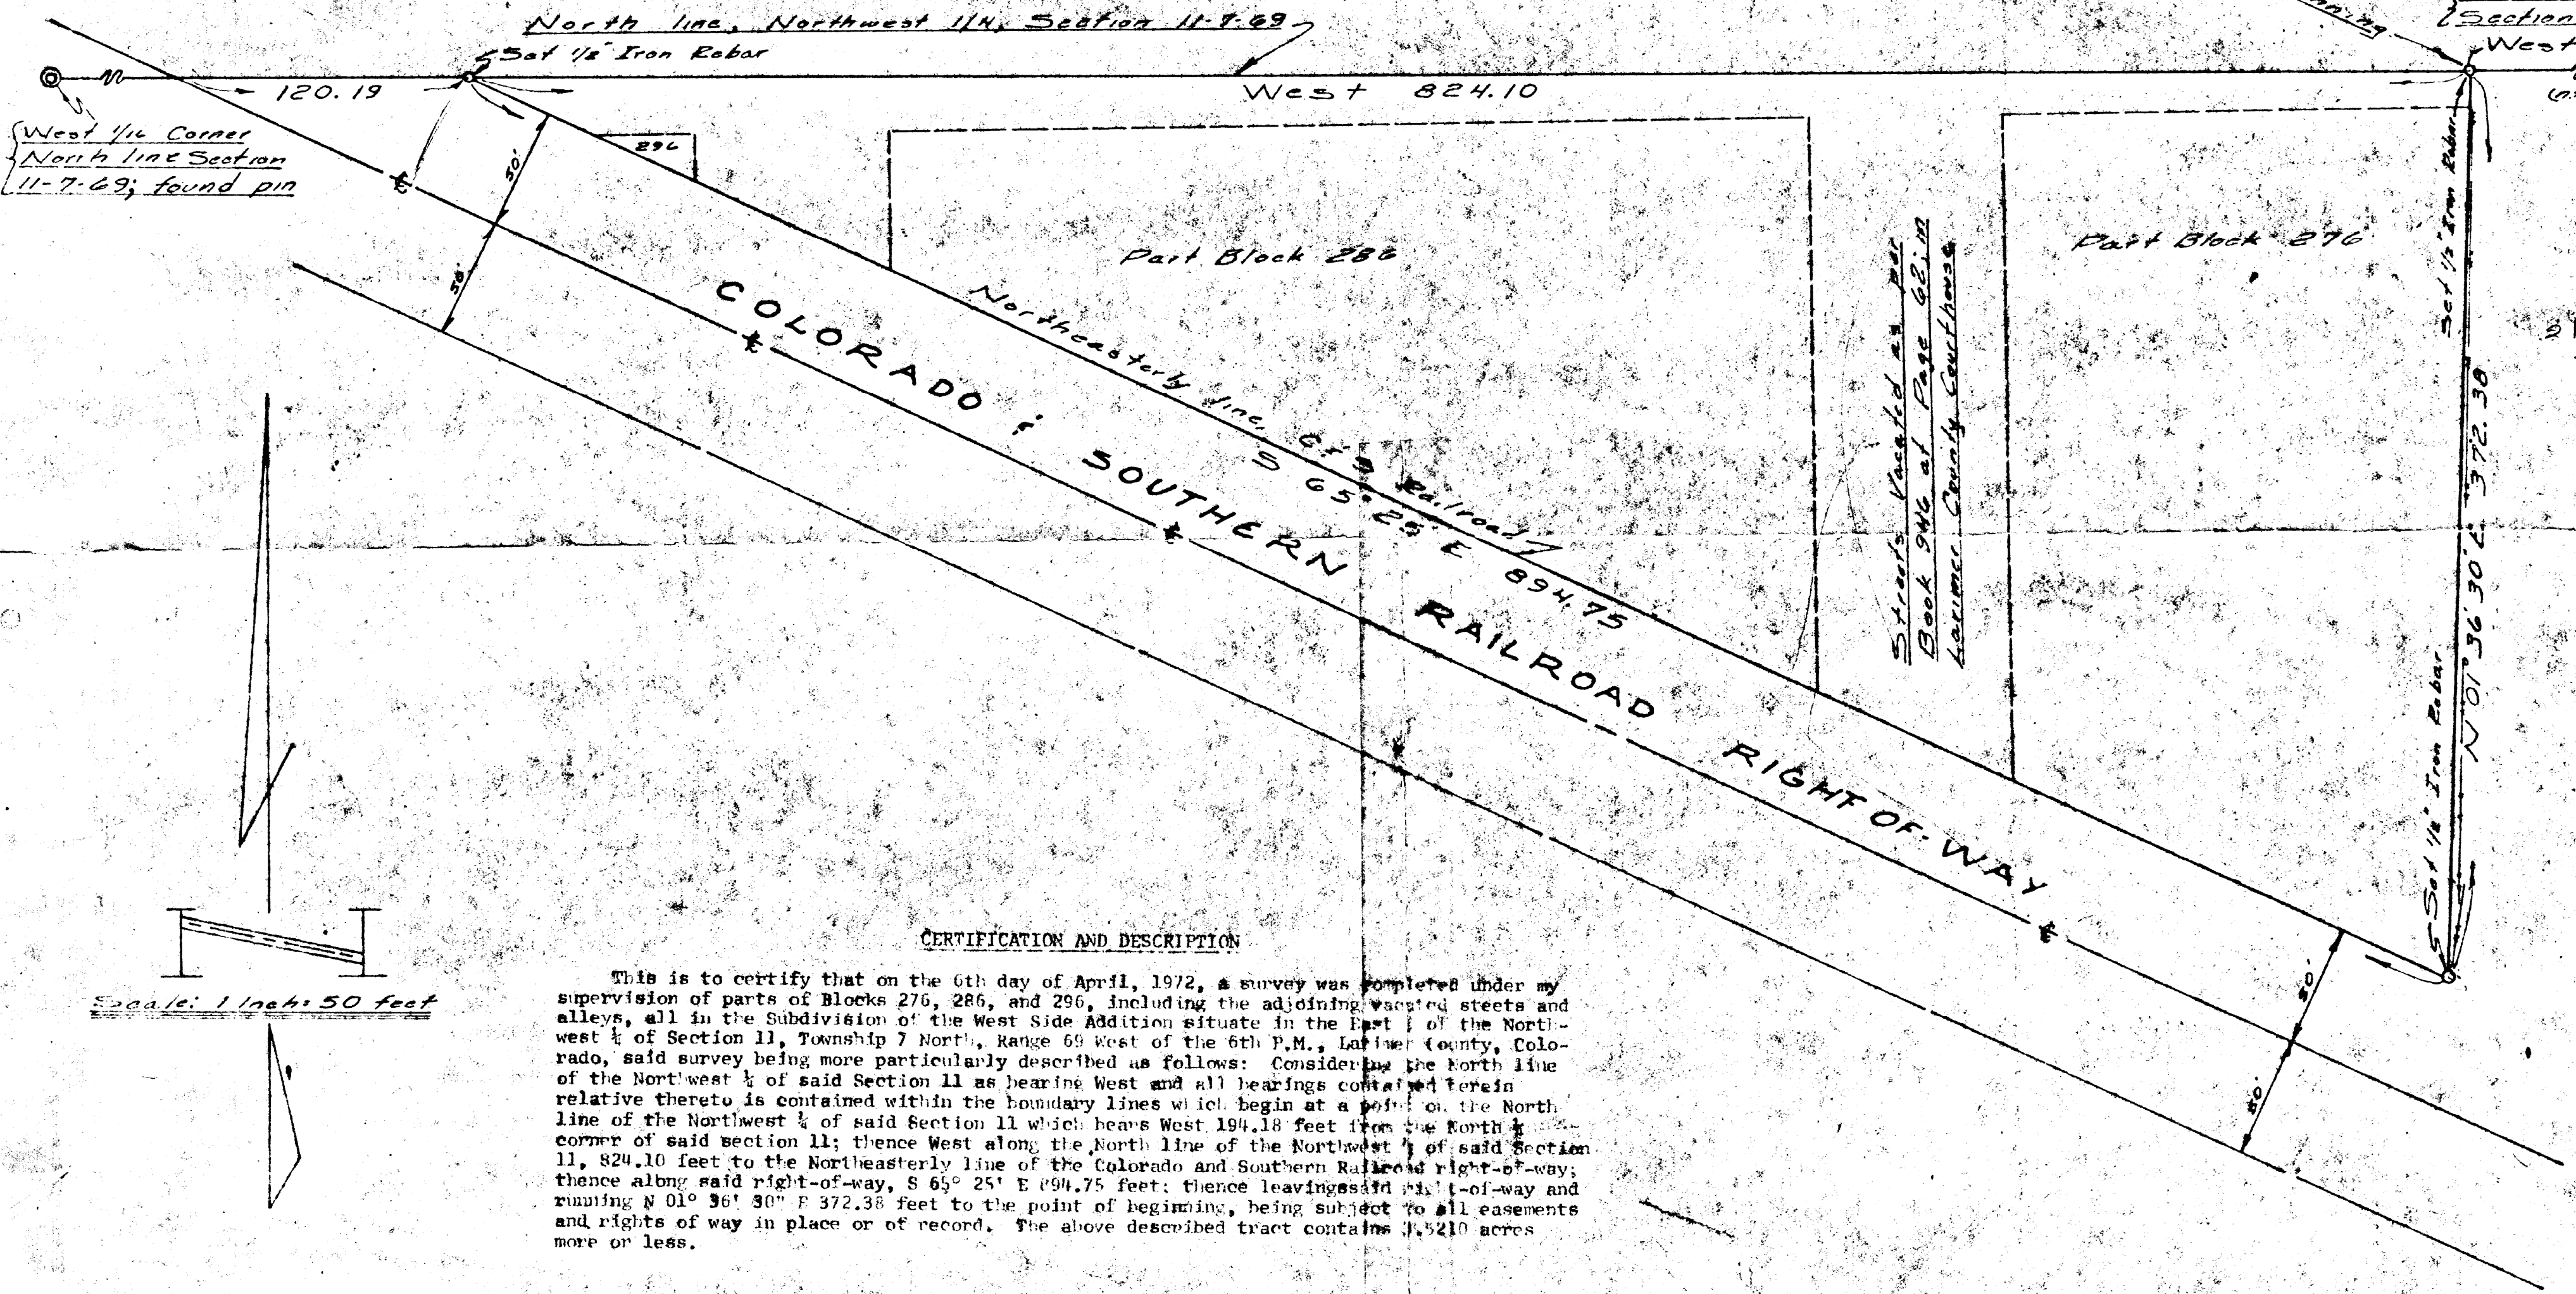 North line, Northwest 1/4, Section 11-7-69
Set 1/2" Iron Rebar
Section
West
120.19
West 824.10
West 1/16 Corner
North line Section
11-7-69; found pin
296
50'
50'
Part Block 286
Part Block 276
Set 1/2" Iron Rebar
Streets Vacated as per
Book 946 at Page 62; in
Larimer County Courthouse
N 01° 36' 30" E 372.38
Set 1/2" Iron Rebar
Northeasterly line, C & S Railroad
S 65° 25' E 894.75
COLORADO & SOUTHERN RAILROAD RIGHT-OF-WAY
50'
50'
Scale: 1 Inch = 50 feet
CERTIFICATION AND DESCRIPTION
This is to certify that on the 6th day of April, 1972, a survey was completed under my
supervision of parts of Blocks 276, 286, and 296, including the adjoining vacated steets and
alleys, all in the Subdivision of the West Side Addition situate in the East ½ of the North-
west ¼ of Section 11, Township 7 North, Range 69 West of the 6th P.M., Larimer County, Colo-
rado, said survey being more particularly described as follows: Considering the North line
of the Northwest ¼ of said Section 11 as bearing West and all bearings contained herein
relative thereto is contained within the boundary lines which begin at a point on the North
line of the Northwest ¼ of said Section 11 which bears West 194.18 feet from the North ¼
corner of said section 11; thence West along the North line of the Northwest ¼ of said Section
11, 824.10 feet to the Northeasterly line of the Colorado and Southern Railroad right-of-way;
thence along said right-of-way, S 65° 25' E 894.75 feet: thence leavingssaid right-of-way and
running N 01° 36' 30" E 372.38 feet to the point of beginning, being subject to all easements
and rights of way in place or of record. The above described tract contains 3.5210 acres
more or less.